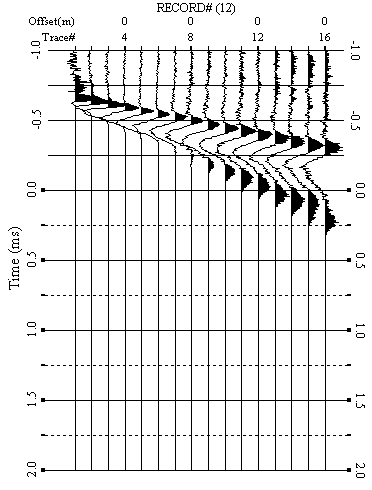 RECORD# (12)
Offset(m) 0 0 0 0
Trace# 4 8 12 16
-1.0 -1.0
-0.5 -0.5
0.0 0.0
Time (ms)
0.5 0.5
1.0 1.0
1.5 1.5
2.0 2.0